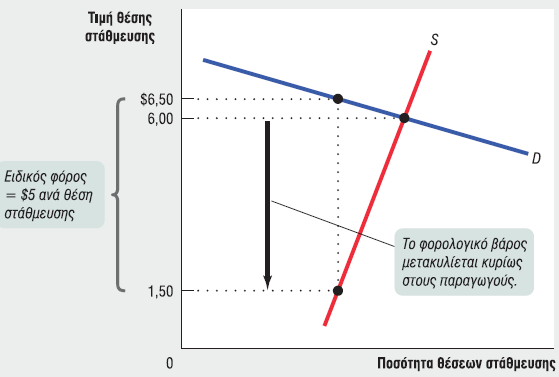 Τιμή θέσης
στάθμευσης
S
$6,50
6,00
D
Ειδικός φόρος
= $5 ανά θέση
στάθμευσης
Το φορολογικό βάρος
μετακυλίεται κυρίως
στους παραγωγούς.
1,50
0
Ποσότητα θέσεων στάθμευσης